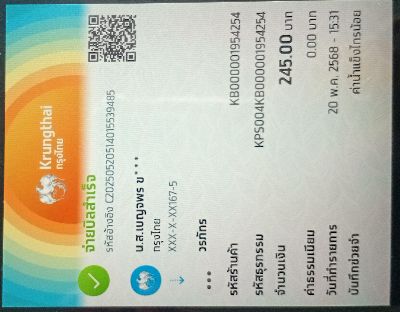 Krungthai
กรุงไทย
จ่ายบิลสำเร็จ
รหัสอ้างอิง C20250520514015539485
น.ส.เบญจพร ข***
กรุงไทย
XXX-X-XX167-5
วรภัทร
รหัสร้านค้า KB000001954254
รหัสธุรกรรม KPS004KB000001954254
จำนวนเงิน 245.00 บาท
ค่าธรรมเนียม 0.00 บาท
วันที่ทำรายการ 20 พ.ค. 2568 - 15:31
บันทึกช่วยจำ ค่าน้ำแข็งไทรน้อย